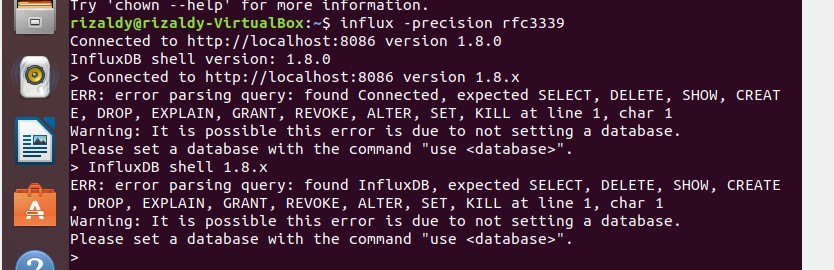 Try 'chown --help' for more information.
rizaldy@rizaldy-VirtualBox:~$ influx -precision rfc3339
Connected to http://localhost:8086 version 1.8.0
InfluxDB shell version: 1.8.0
> Connected to http://localhost:8086 version 1.8.x
ERR: error parsing query: found Connected, expected SELECT, DELETE, SHOW, CREAT
E, DROP, EXPLAIN, GRANT, REVOKE, ALTER, SET, KILL at line 1, char 1
Warning: It is possible this error is due to not setting a database.
Please set a database with the command "use <database>".
> InfluxDB shell 1.8.x
ERR: error parsing query: found InfluxDB, expected SELECT, DELETE, SHOW, CREATE
, DROP, EXPLAIN, GRANT, REVOKE, ALTER, SET, KILL at line 1, char 1
Warning: It is possible this error is due to not setting a database.
Please set a database with the command "use <database>".
>